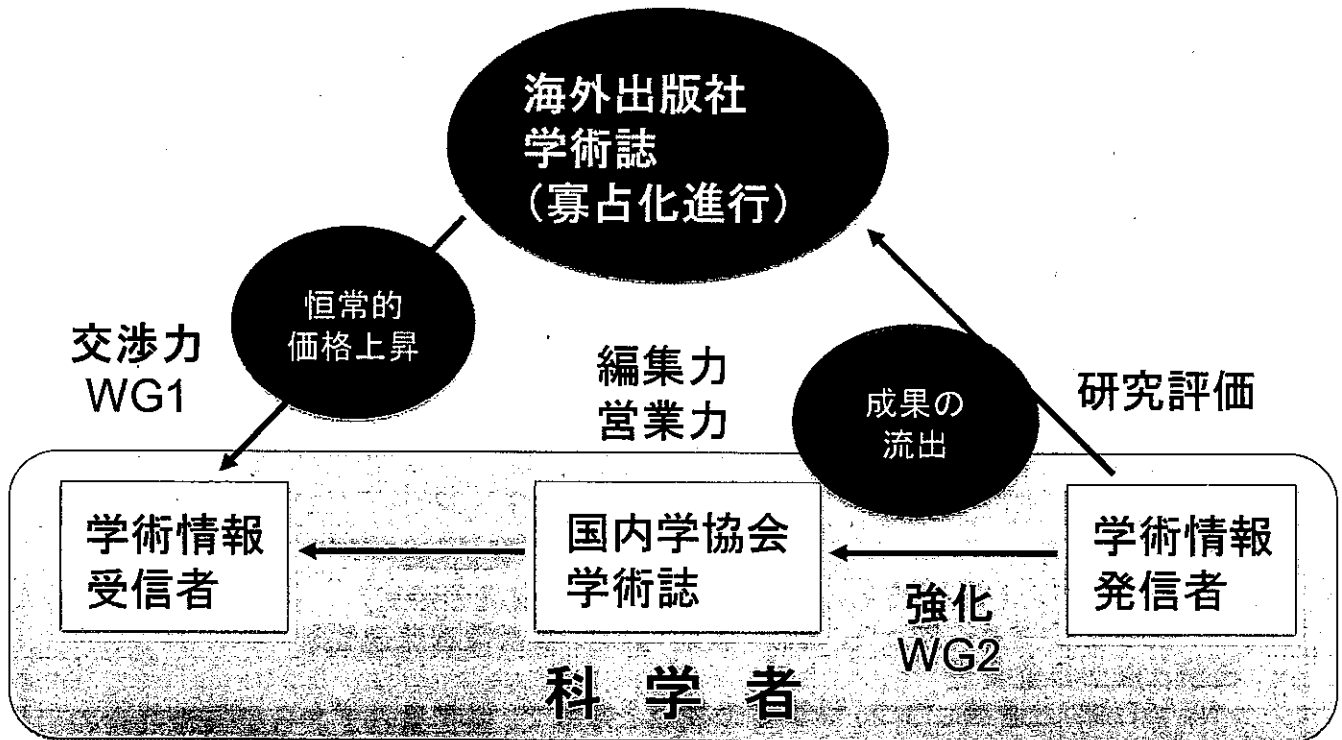 海外出版社
学術誌
(寡占化進行)
恒常的
価格上昇
交渉力
WG1
編集力
営業力
成果の
流出
研究評価
学術情報
受信者
国内学協会
学術誌
学術情報
発信者
強化
WG2
科学者